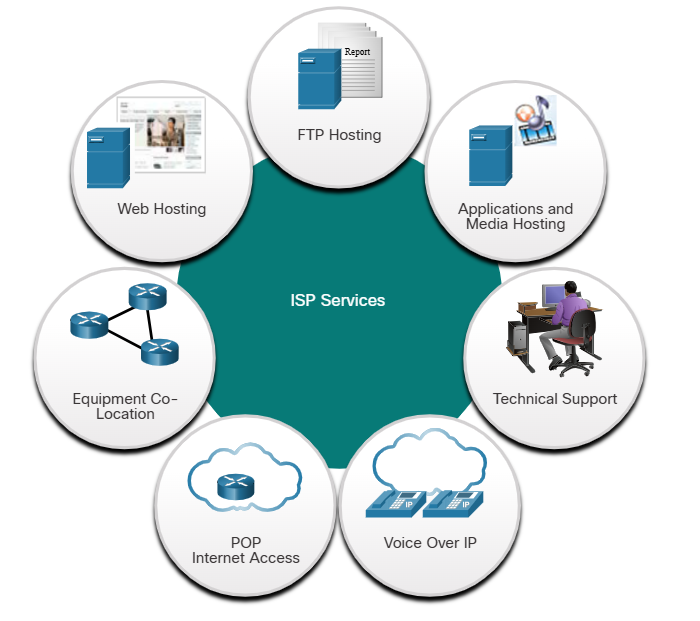 Report
FTP Hosting
Web Hosting
Applications and
Media Hosting
ISP Services
Equipment Co-
Location
Technical Support
IP
IP
POP
Internet Access
Voice Over IP